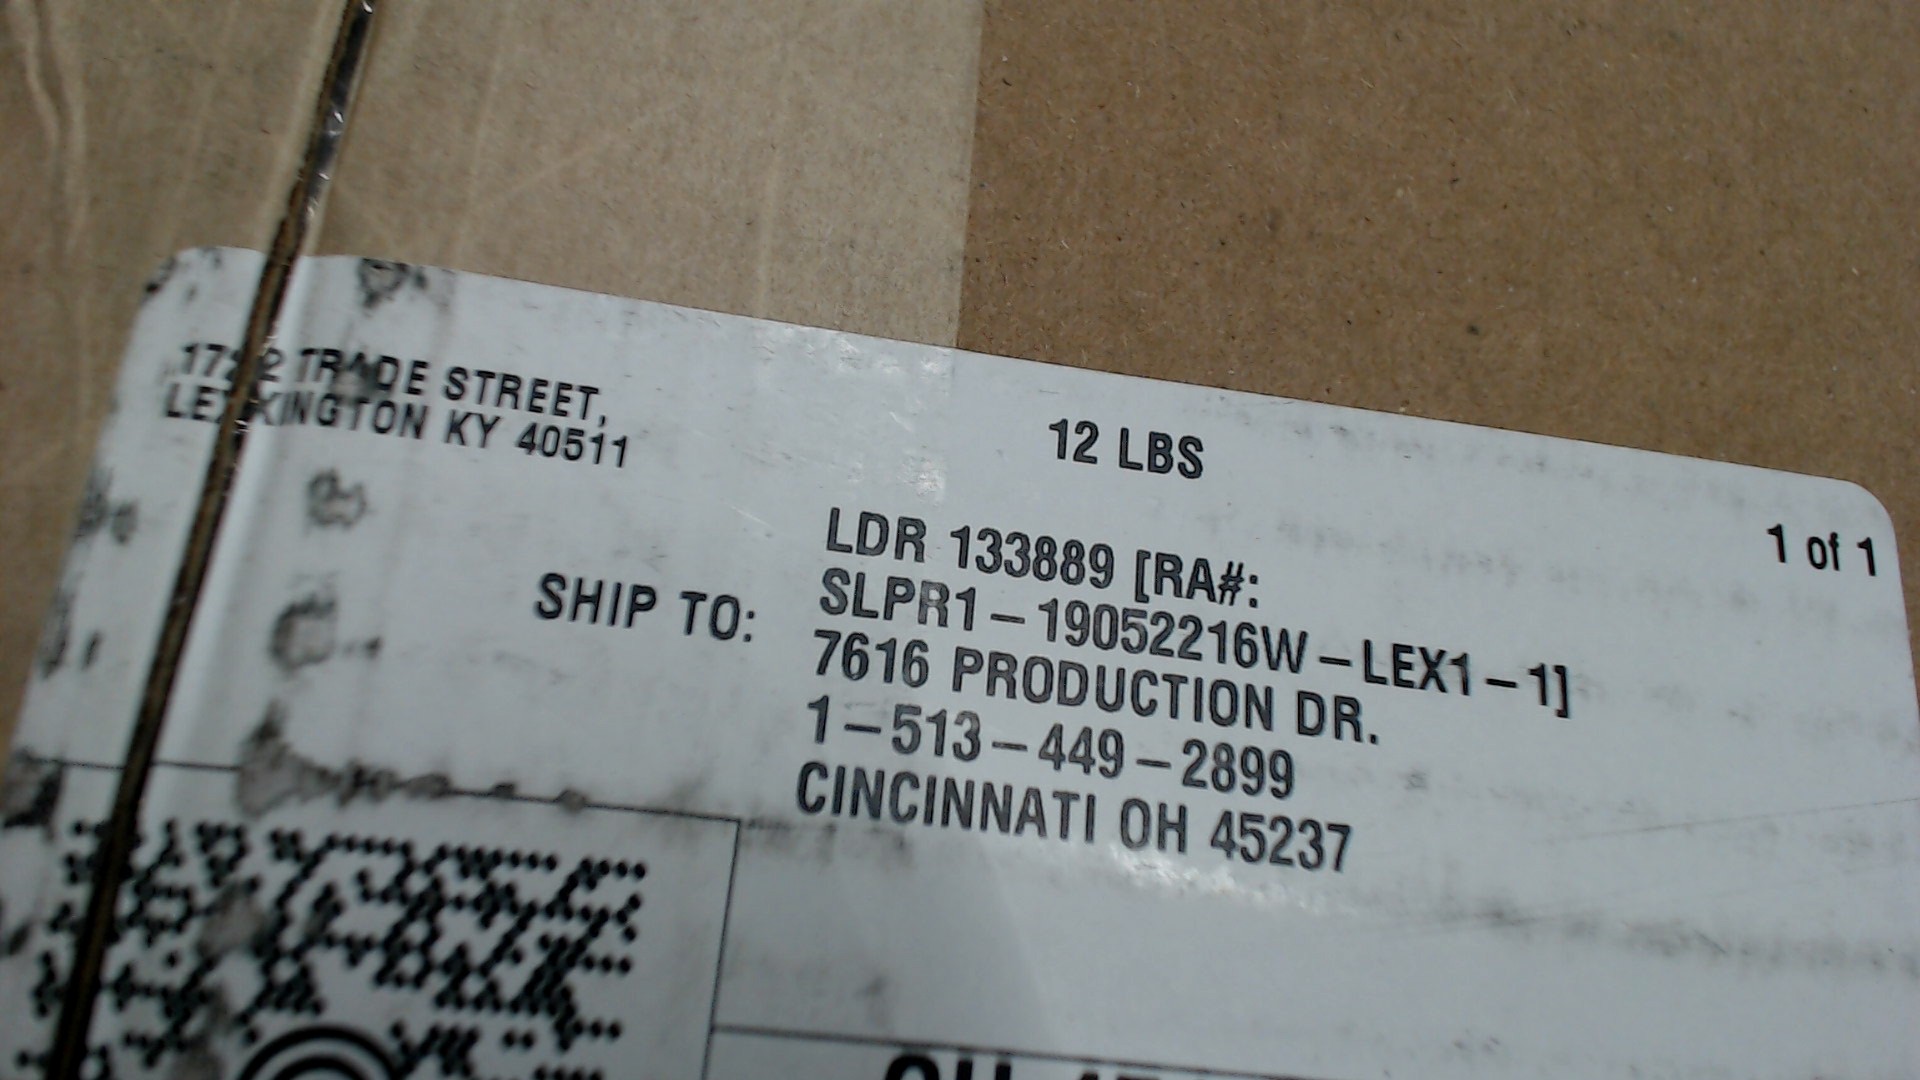 TRADE STREET,
LEXINGTON KY 40511
12 LBS
1 of 1
SHIP TO:
LDR 133889 [RA#:
SLPR1-19052216W-LEX1-1]
7616 PRODUCTION DR.
1-513-449-2899
CINCINNATI OH 45237